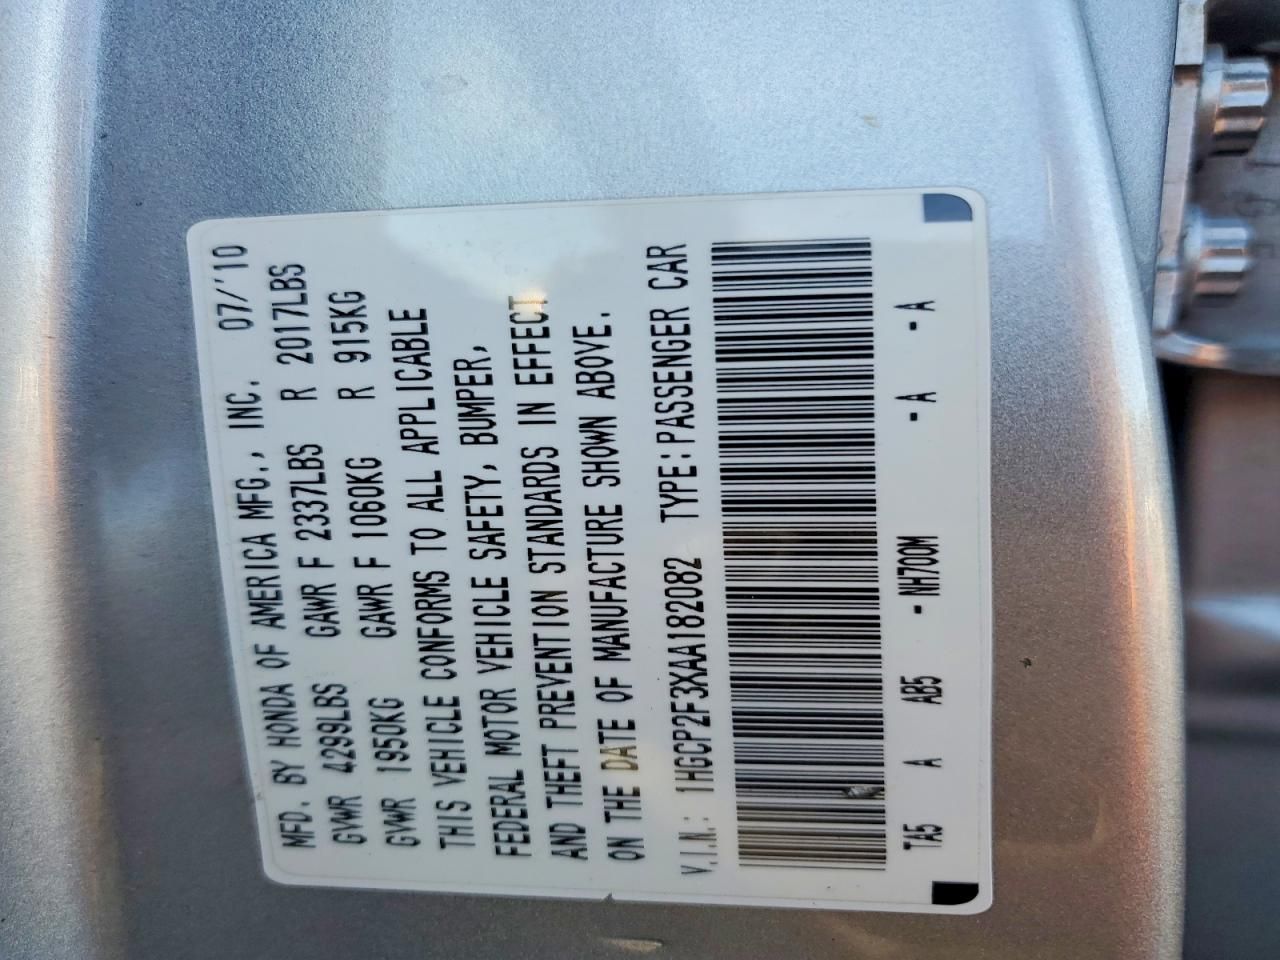 MFD. BY HONDA OF AMERICA MFG., INC. 07/'10
GVWR 4299LBS GAWR F 2337LBS R 2017LBS
GVWR 1950KG GAWR F 1060KG R 915KG
THIS VEHICLE CONFORMS TO ALL APPLICABLE
FEDERAL MOTOR VEHICLE SAFETY, BUMPER,
AND THEFT PREVENTION STANDARDS IN EFFECT
ON THE DATE OF MANUFACTURE SHOWN ABOVE.
V.I.N.: 1HGCP2F3XAA182082 TYPE:PASSENGER CAR
TA5 A AB5 - NH700M - A - A